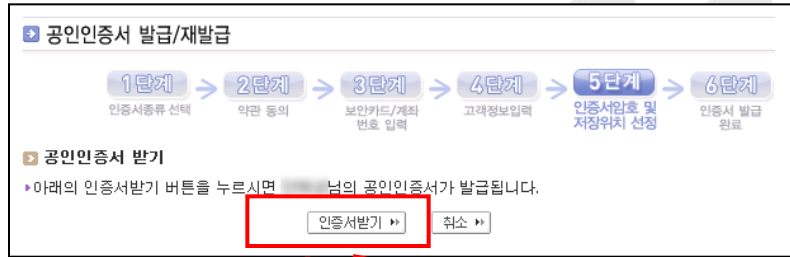 공인인증서 발급/재발급
1단계 2단계 3단계 4단계 5단계 6단계
인증서종류 선택 약관 동의 보안카드/계좌 고객정보입력 인증서암호 및 인증서 발급
번호 입력 저장위치 선정 완료
공인인증서 받기
아래의 인증서받기 버튼을 누르시면 님의 공인인증서가 발급됩니다.
인증서받기 취소